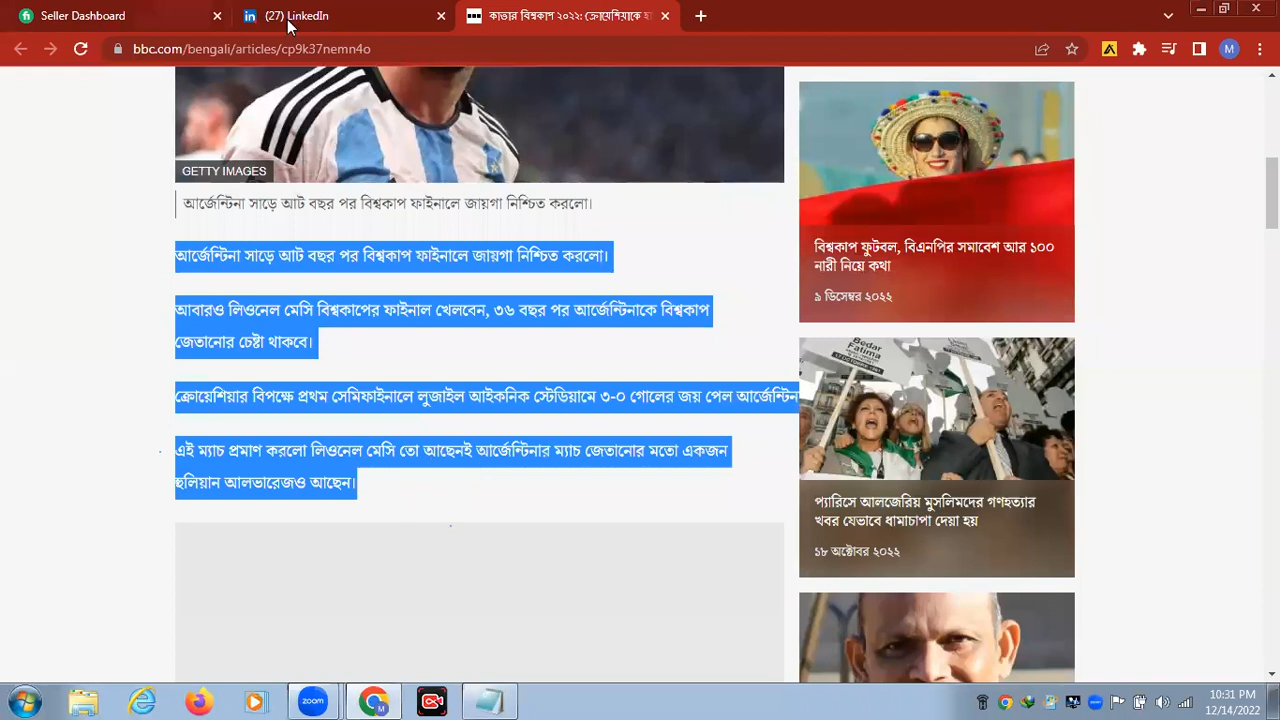 Seller Dashboard
(27) LinkedIn
কাতার বিশ্বকাপ ২০২২: ক্রোয়েশিয়াকে হা
bbc.com/bengali/articles/cp9k37nemn4o
M
GETTY IMAGES
আর্জেন্টিনা সাড়ে আট বছর পর বিশ্বকাপ ফাইনালে জায়গা নিশ্চিত করলো।
আর্জেন্টিনা সাড়ে আট বছর পর বিশ্বকাপ ফাইনালে জায়গা নিশ্চিত করলো।
আবারও লিওনেল মেসি বিশ্বকাপের ফাইনাল খেলবেন, ৩৬ বছর পর আর্জেন্টিনাকে বিশ্বকাপ
জেতানোর চেষ্টা থাকবে।
ক্রোয়েশিয়ার বিপক্ষে প্রথম সেমিফাইনালে লুজাইল আইকনিক স্টেডিয়ামে ৩-০ গোলের জয় পেল আর্জেন্টিন
এই ম্যাচ প্রমাণ করলো লিওনেল মেসি তো আছেনই আর্জেন্টিনার ম্যাচ জেতানোর মতো একজন
হুলিয়ান আলভারেজও আছেন।
বিশ্বকাপ ফুটবল, বিএনপির সমাবেশ আর ১০০
নারী নিয়ে কথা
৯ ডিসেম্বর ২০২২
Bedar
Fatima
প্যারিসে আলজেরিয় মুসলিমদের গণহত্যার
খবর যেভাবে ধামাচাপা দেয়া হয়
১৮ অক্টোবর ২০২২
zoom
M
10:31 PM
12/14/2022